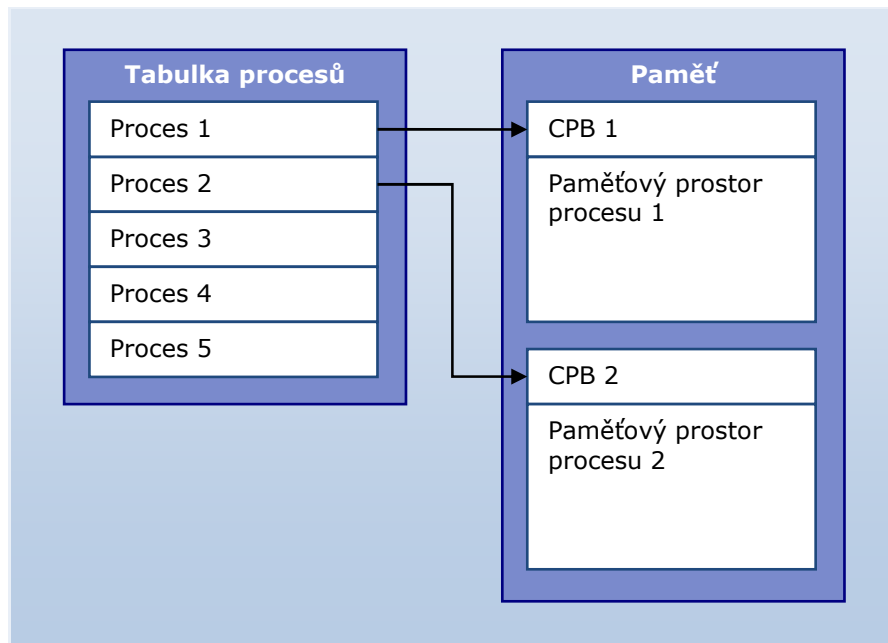 Tabulka procesů
Proces 1
Proces 2
Proces 3
Proces 4
Proces 5
Paměť
CPB 1
Paměťový prostor
procesu 1
CPB 2
Paměťový prostor
procesu 2